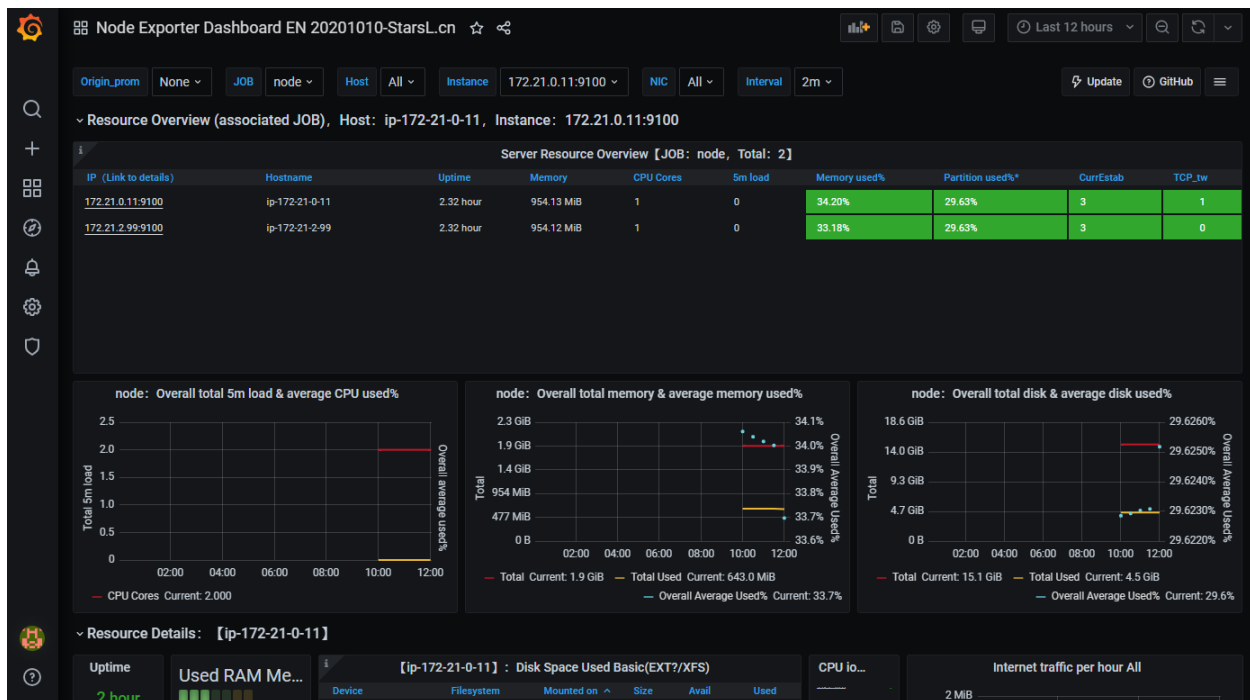 Node Exporter Dashboard EN 20201010-StarsL.cn
Last 12 hours
Origin_prom None JOB node Host All Instance 172.21.0.11:9100 NIC All Interval 2m Update GitHub
Resource Overview (associated JOB), Host: ip-172-21-0-11, Instance: 172.21.0.11:9100
i
Server Resource Overview【JOB: node, Total: 2】
IP (Link to details) Hostname Uptime Memory CPU Cores 5m load Memory used% Partition used%* CurrEstab TCP_tw
172.21.0.11:9100 ip-172-21-0-11 2.32 hour 954.13 MiB 1 0 34.20% 29.63% 3 1
172.21.2.99:9100 ip-172-21-2-99 2.32 hour 954.12 MiB 1 0 33.18% 29.63% 3 0
node: Overall total 5m load & average CPU used%
2.5
2.0
1.5
1.0
0.5
0
Total 5m load
Overall average used%
02:00 04:00 06:00 08:00 10:00 12:00
CPU Cores Current: 2.000
node: Overall total memory & average memory used%
2.3 GiB
1.9 GiB
1.4 GiB
954 MiB
477 MiB
0 B
Total
34.1%
34.0%
33.9%
33.8%
33.7%
33.6%
Overall Average Used%
02:00 04:00 06:00 08:00 10:00 12:00
Total Current: 1.9 GiB Total Used Current: 643.0 MiB
Overall Average Used% Current: 33.7%
node: Overall total disk & average disk used%
18.6 GiB
14.0 GiB
9.3 GiB
4.7 GiB
0 B
Total
29.6260%
29.6250%
29.6240%
29.6230%
29.6220%
Overall Average Used%
02:00 04:00 06:00 08:00 10:00 12:00
Total Current: 15.1 GiB Total Used Current: 4.5 GiB
Overall Average Used% Current: 29.6%
Resource Details: 【ip-172-21-0-11】
Uptime
2 hour
Used RAM Me...
i
【ip-172-21-0-11】: Disk Space Used Basic(EXT?/XFS)
Device Filesystem Mounted on Size Avail Used
CPU io...
Internet traffic per hour All
2 MiB